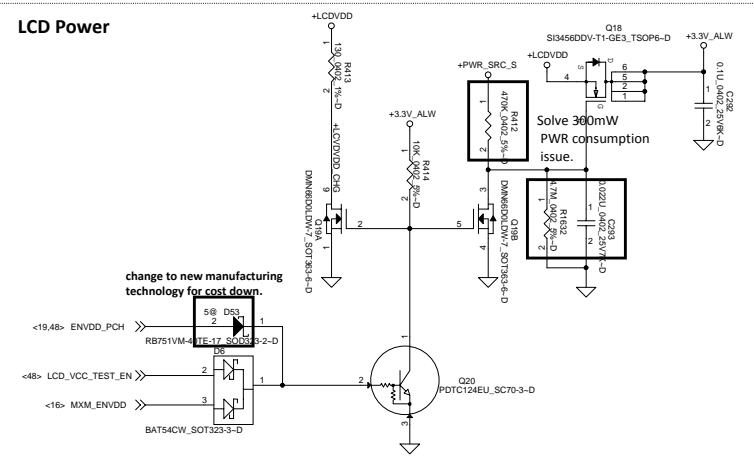 LCD Power
+LCDVDD
1
R413
130_0402_1%~D
2
+LCVDVDD_CHG
6
DMN66D0LDW-7_SOT363-6~D
Q19A
2
1
+3.3V_ALW
1
R414
10K_0402_5%~D
2
+PWR_SRC_S
1
R412
470K_0402_5%~D
2
5
3
Q19B
DMN66D0LDW-7_SOT363-6~D
4
Q18
SI3456DDV-T1-GE3_TSOP6~D
+LCDVDD
4
S
D
G
6
5
2
1
+3.3V_ALW
1
C292
0.1U_0402_25V6K~D
2
Solve 300mW
PWR consumption
issue.
1
R1632
4.7M_0402_5%~D
2
1
C293
0.022U_0402_25V7K~D
2
change to new manufacturing
technology for cost down.
5@ D53
<19,48> ENVDD_PCH
2
1
RB751VM-40TE-17_SOD323-2~D
D6
<48> LCD_VCC_TEST_EN
2
1
<16> MXM_ENVDD
3
BAT54CW_SOT323-3~D
1
2
Q20
PDTC124EU_SC70-3~D
3